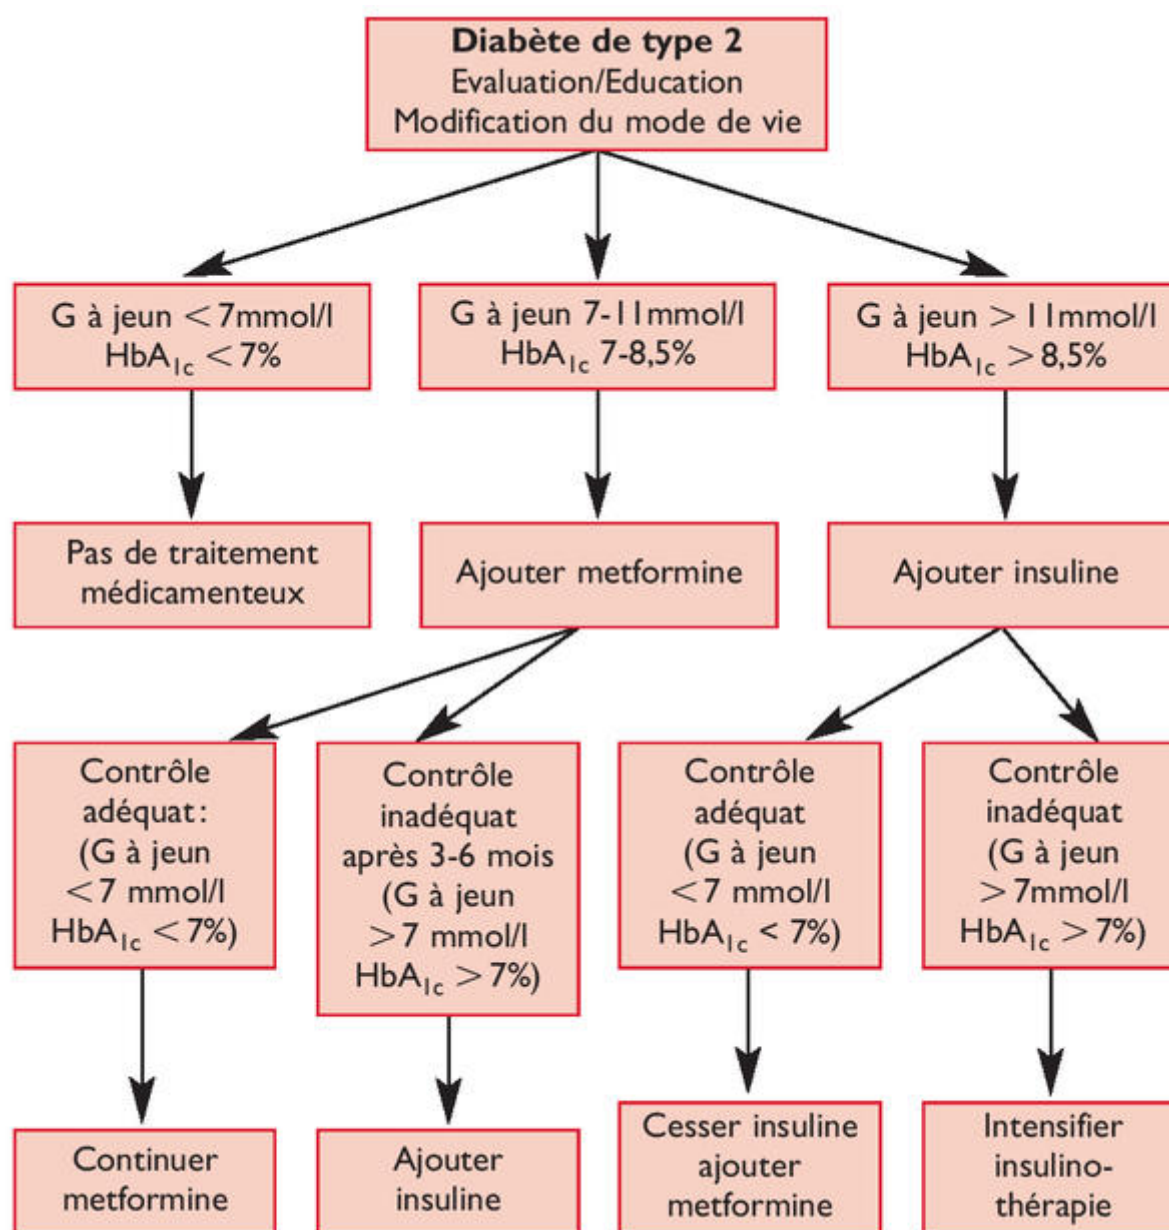 Diabète de type 2
Evaluation/Education
Modification du mode de vie
G à jeun < 7mmol/l
HbA1c < 7%
G à jeun 7-11mmol/l
HbA1c 7-8,5%
G à jeun > 11mmol/l
HbA1c > 8,5%
Pas de traitement
médicamenteux
Ajouter metformine
Ajouter insuline
Contrôle
adéquat:
(G à jeun
< 7 mmol/l
HbA1c < 7%)
Contrôle
inadéquat
après 3-6 mois
(G à jeun
> 7 mmol/l
HbA1c > 7%)
Contrôle
adéquat
(G à jeun
< 7 mmol/l
HbA1c < 7%)
Contrôle
inadéquat
(G à jeun
> 7mmol/l
HbA1c > 7%)
Continuer
metformine
Ajouter
insuline
Cesser insuline
ajouter
metformine
Intensifier
insulino-
thérapie